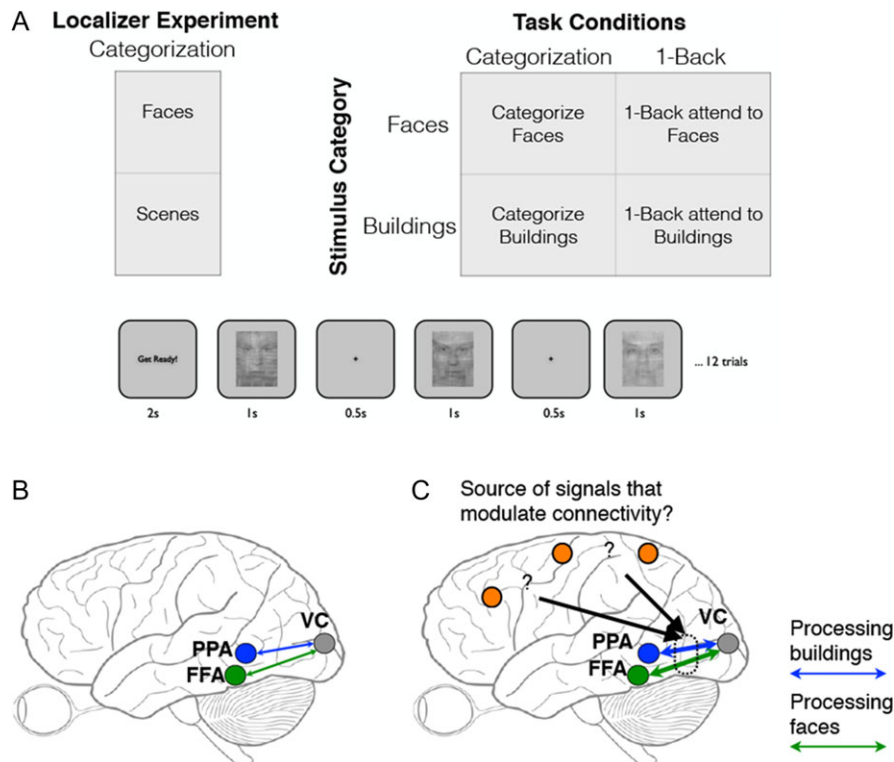 A
Localizer Experiment
Categorization
Faces
Scenes
Task Conditions
Categorization 1-Back
Stimulus Category
Faces
Categorize
Faces
1-Back attend to
Faces
Buildings
Categorize
Buildings
1-Back attend to
Buildings
Get Ready!
... 12 trials
2s 1s 0.5s 1s 0.5s 1s
B
VC
PPA
FFA
C
Source of signals that
modulate connectivity?
?
?
VC
PPA
FFA
Processing
buildings
Processing
faces